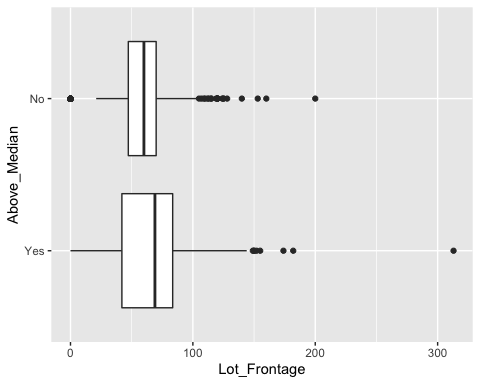 Above_Median
No
Yes
0 100 200 300
Lot_Frontage